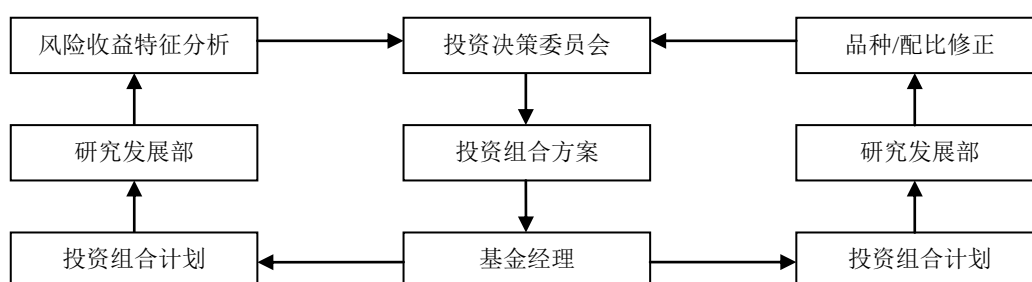 风险收益特征分析
投资决策委员会
品种/配比修正
研究发展部
投资组合方案
研究发展部
投资组合计划
基金经理
投资组合计划